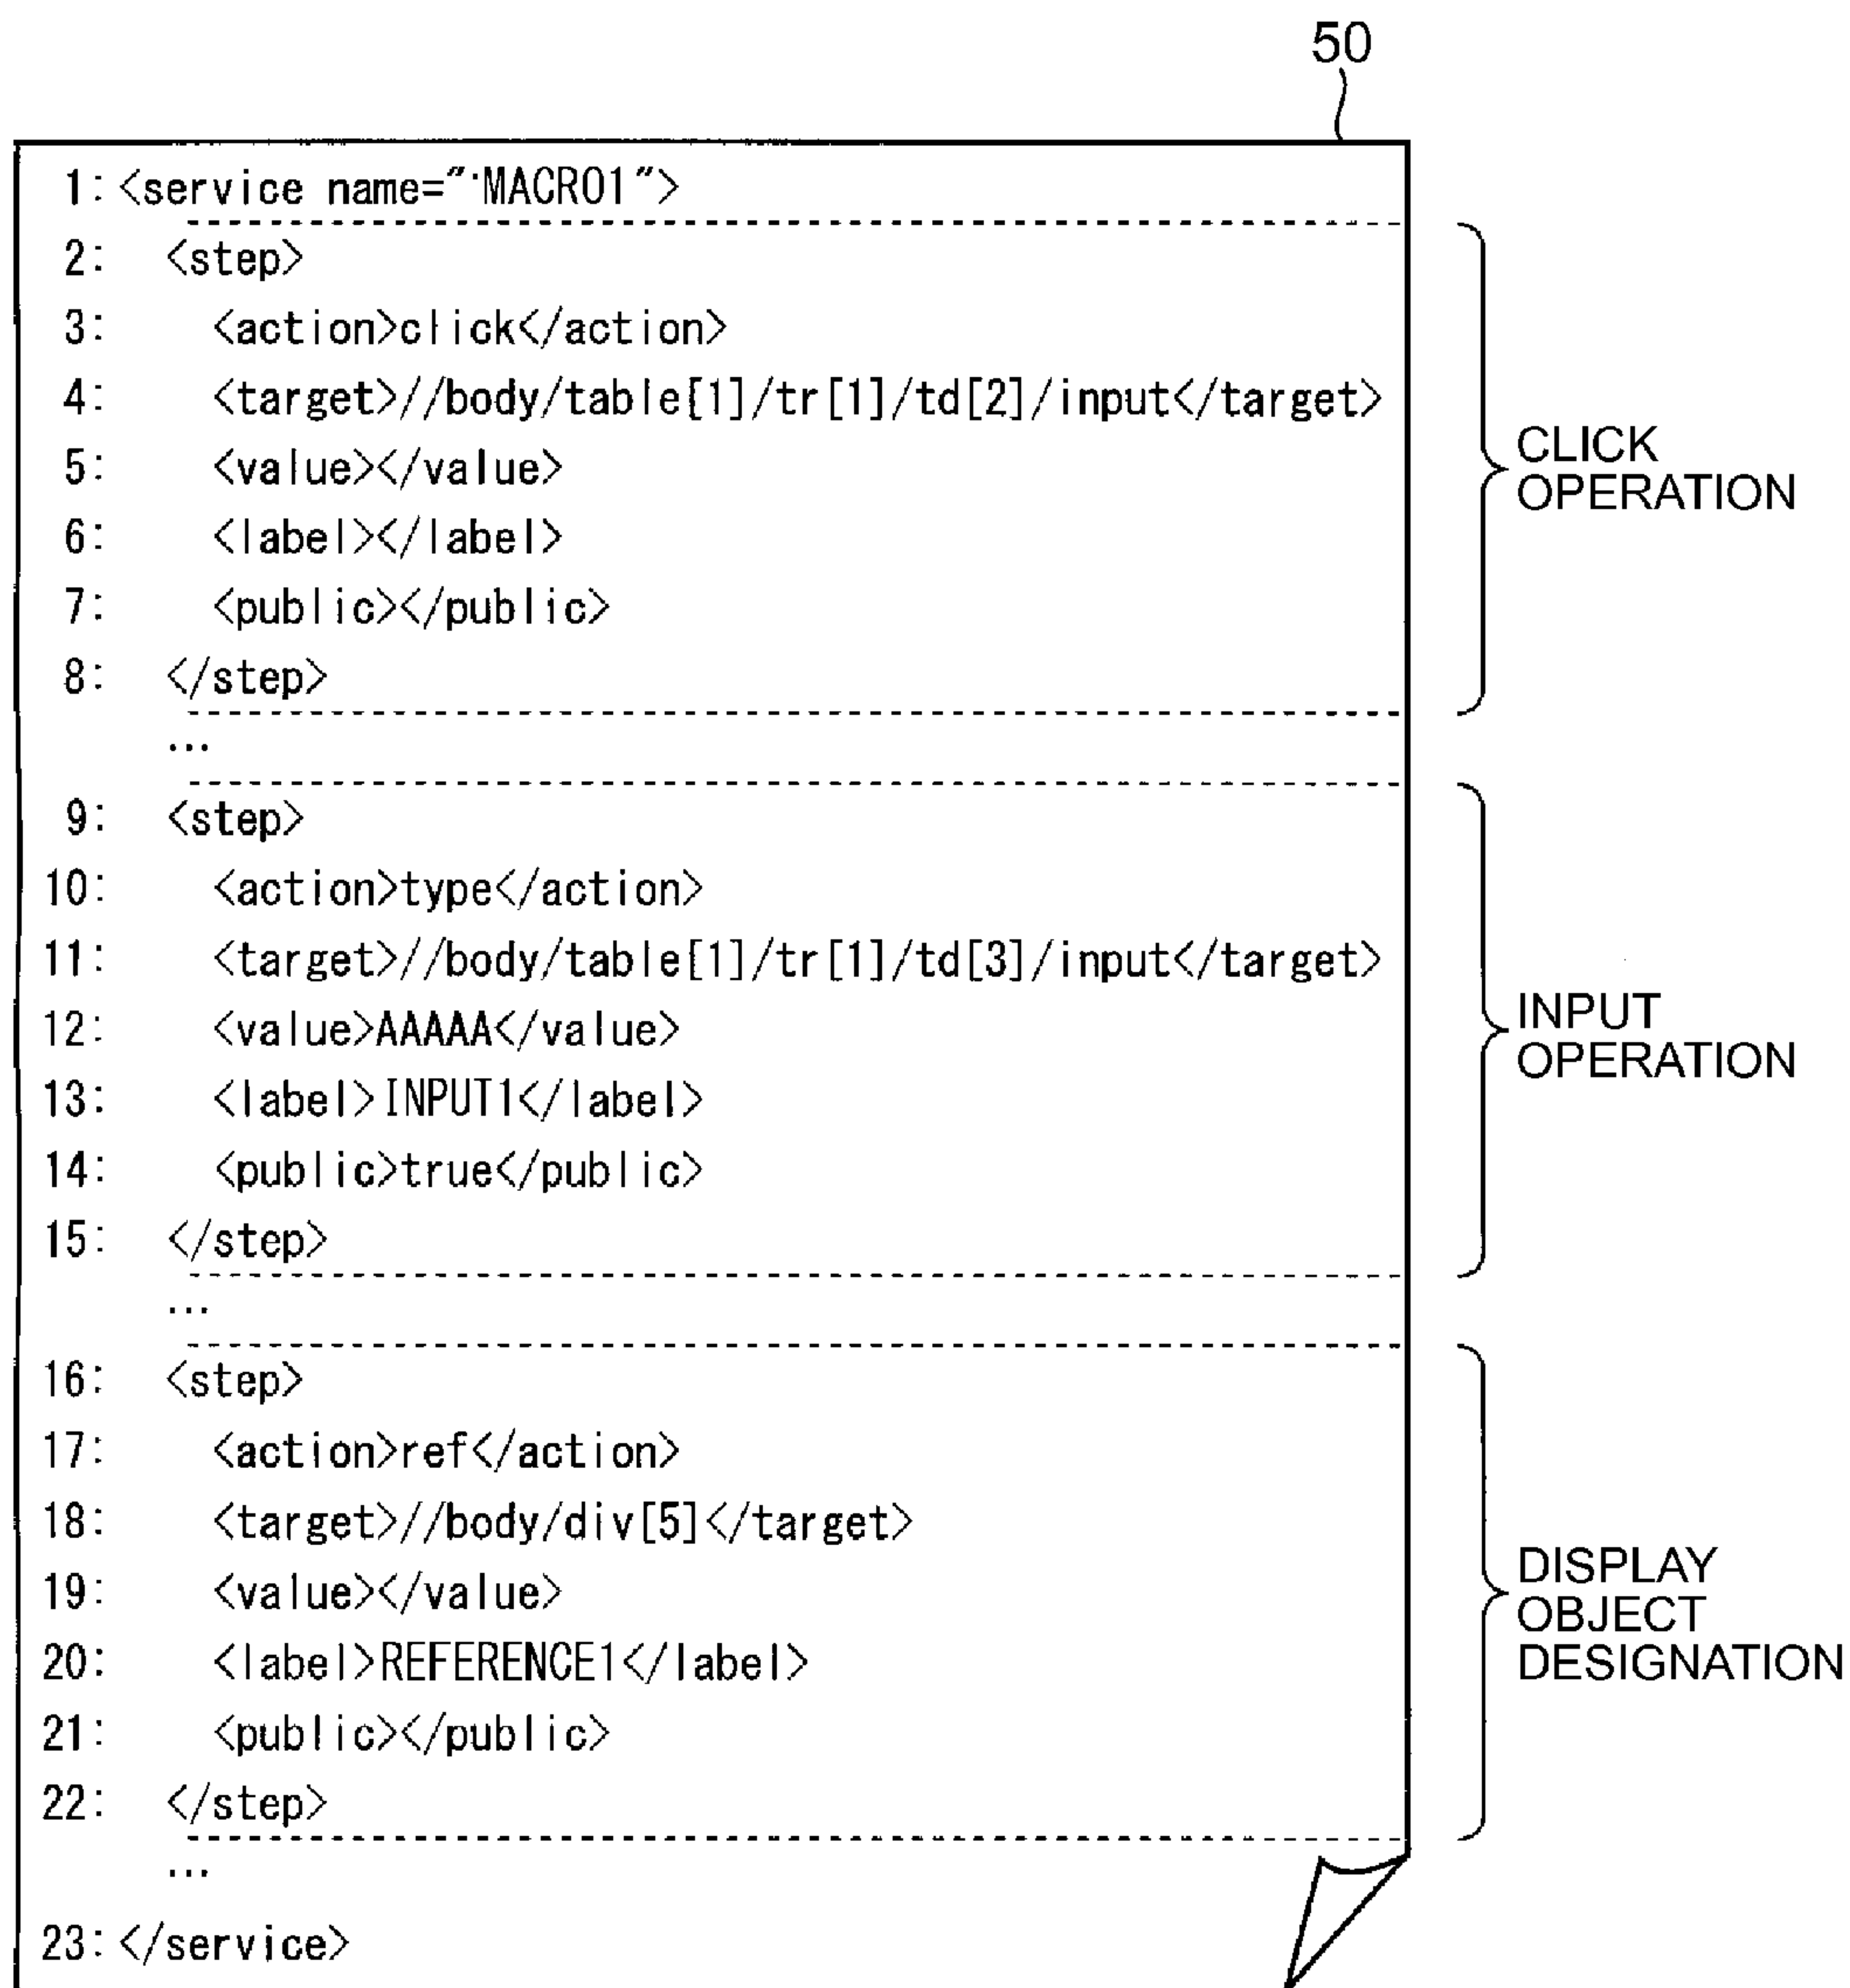 50
1:<service name="MACRO1">
2: <step>
3: <action>click</action>
4: <target>//body/table[1]/tr[1]/td[2]/input</target>
5: <value></value>
6: <label></label>
7: <public></public>
8: </step>
CLICK
OPERATION
...
9: <step>
10: <action>type</action>
11: <target>//body/table[1]/tr[1]/td[3]/input</target>
12: <value>AAAAA</value>
13: <label>INPUT1</label>
14: <public>true</public>
15: </step>
INPUT
OPERATION
...
16: <step>
17: <action>ref</action>
18: <target>//body/div[5]</target>
19: <value></value>
20: <label>REFERENCE1</label>
21: <public></public>
22: </step>
DISPLAY
OBJECT
DESIGNATION
...
23:</service>